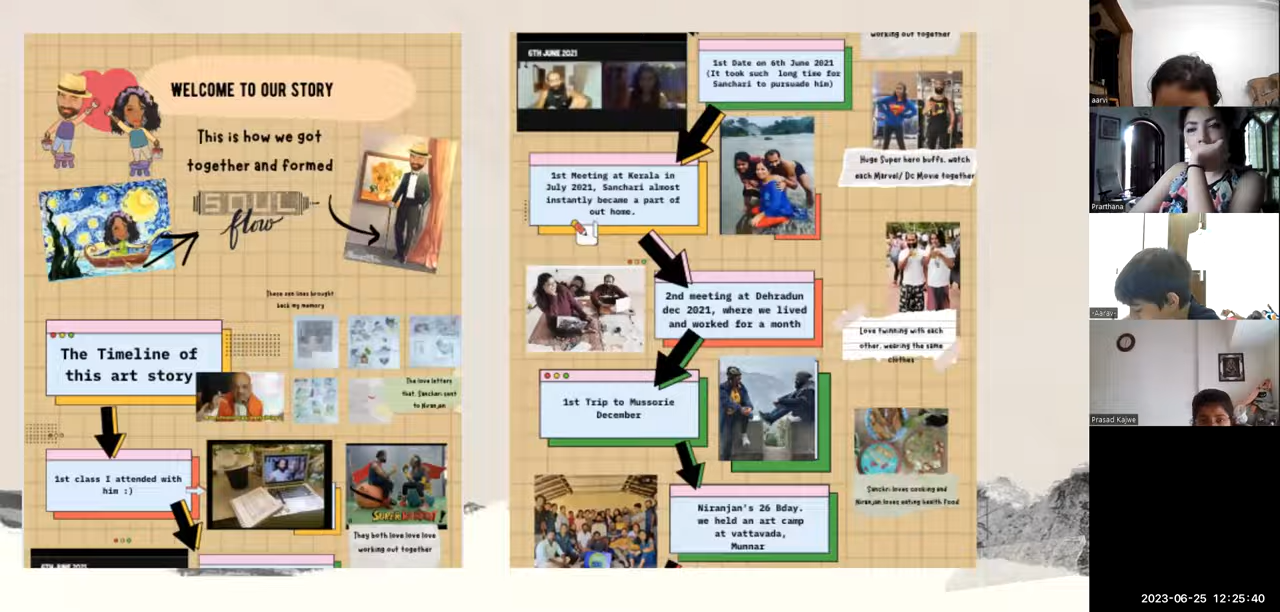 WELCOME TO OUR STORY
This is how we got
together and formed
SOUL
flow
These can lines brought
back my memory
The Timeline of
this art story
The love letters
that, Sanchari sent
to Niranjan
1st class I attended with
him :)
SUPERHERO!
They both love love love
working out together
6TH JUNE 2021
6TH JUNE 2021
1st Date on 6th June 2021
(It took such long time for
Sanchari to pursuade him)
working out together
1st Meeting at Kerala in
July 2021, Sanchari almost
instantly became a part of
out home.
Huge Super hero buffs, watch
each Marvel/ Dc Movie together
2nd meeting at Dehradun
dec 2021, where we lived
and worked for a month
Love twinning with each
other, wearing the same
clothes
1st Trip to Mussorie
December
Sanchri loves cooking and
Niranjan loves eating health food
Niranjan's 26 Bday.
we held an art camp
at vattavada,
Munnar
aarvi
Prarthana
-Aarav-
Prasad Kajwe
2023-06-25 12:25:40